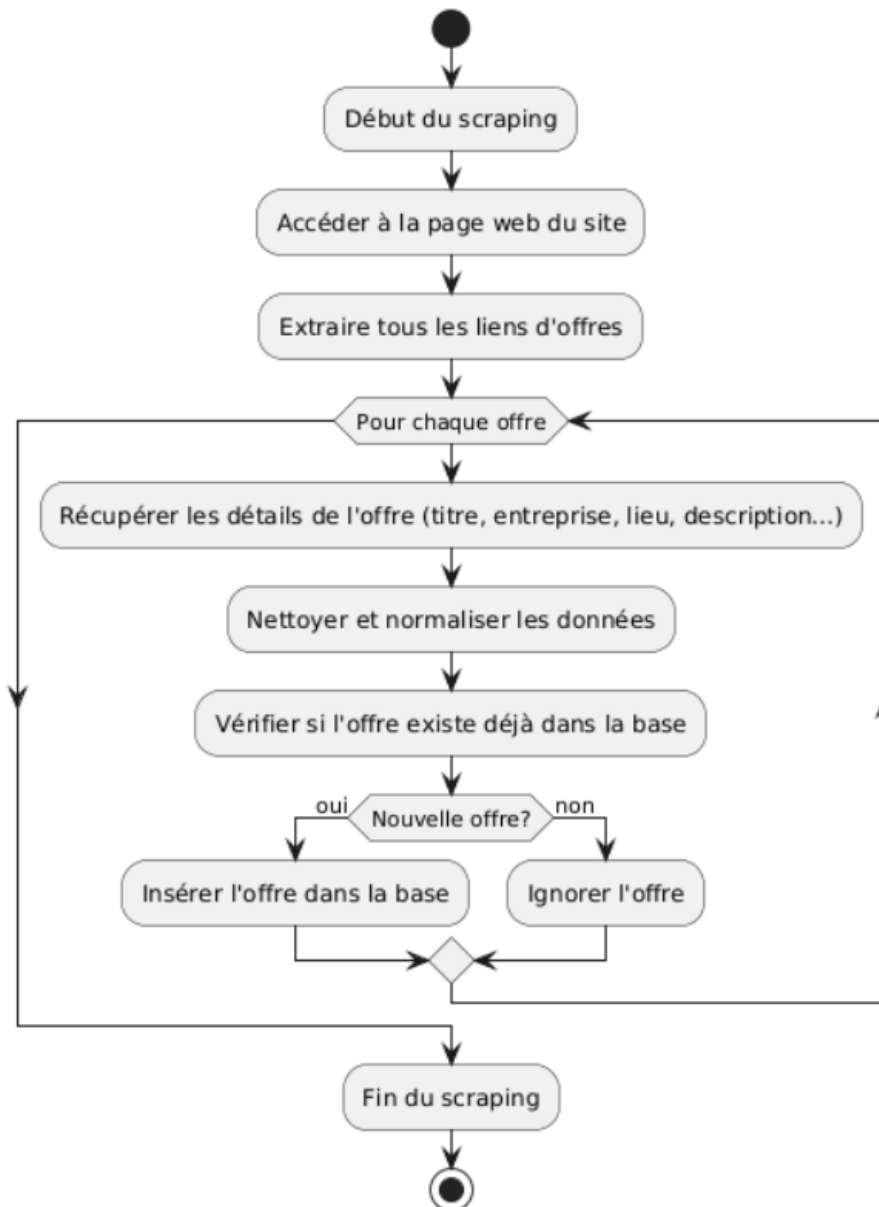 Début du scraping
Accéder à la page web du site
Extraire tous les liens d'offres
Pour chaque offre
Récupérer les détails de l'offre (titre, entreprise, lieu, description...)
Nettoyer et normaliser les données
Vérifier si l'offre existe déjà dans la base
oui
Nouvelle offre?
non
Insérer l'offre dans la base
Ignorer l'offre
Fin du scraping